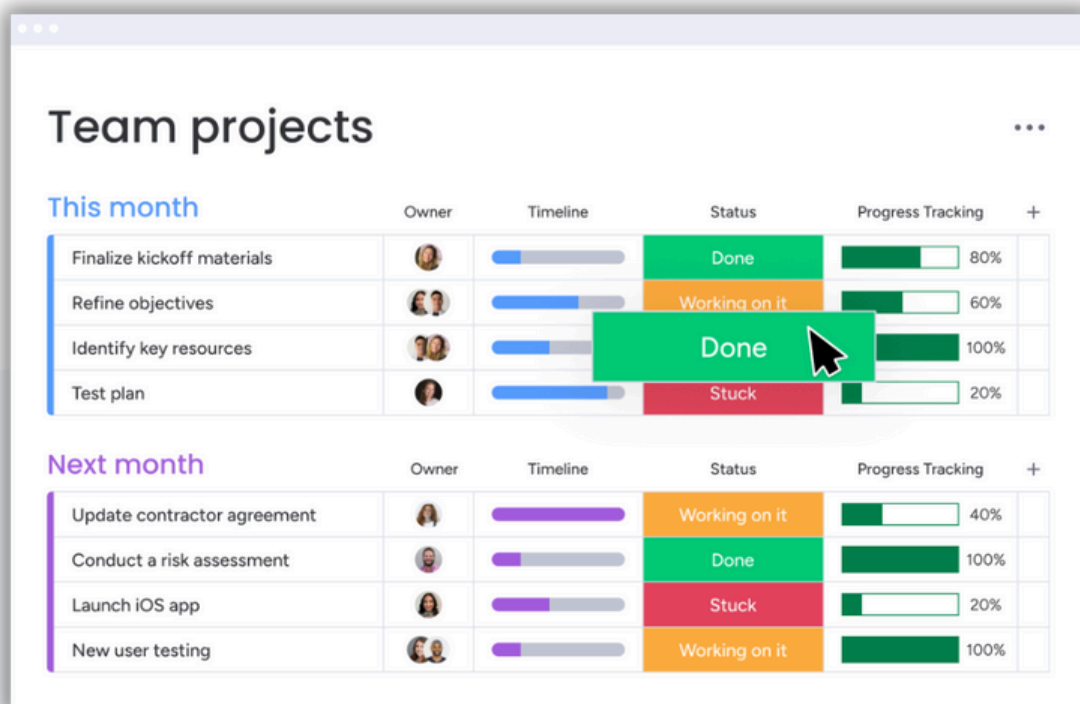 Team projects
This month Owner Timeline Status Progress Tracking +
Finalize kickoff materials Done 80%
Refine objectives Working on it 60%
Identify key resources Done 100%
Test plan Stuck 20%
Next month Owner Timeline Status Progress Tracking +
Update contractor agreement Working on it 40%
Conduct a risk assessment Done 100%
Launch iOS app Stuck 20%
New user testing Working on it 100%